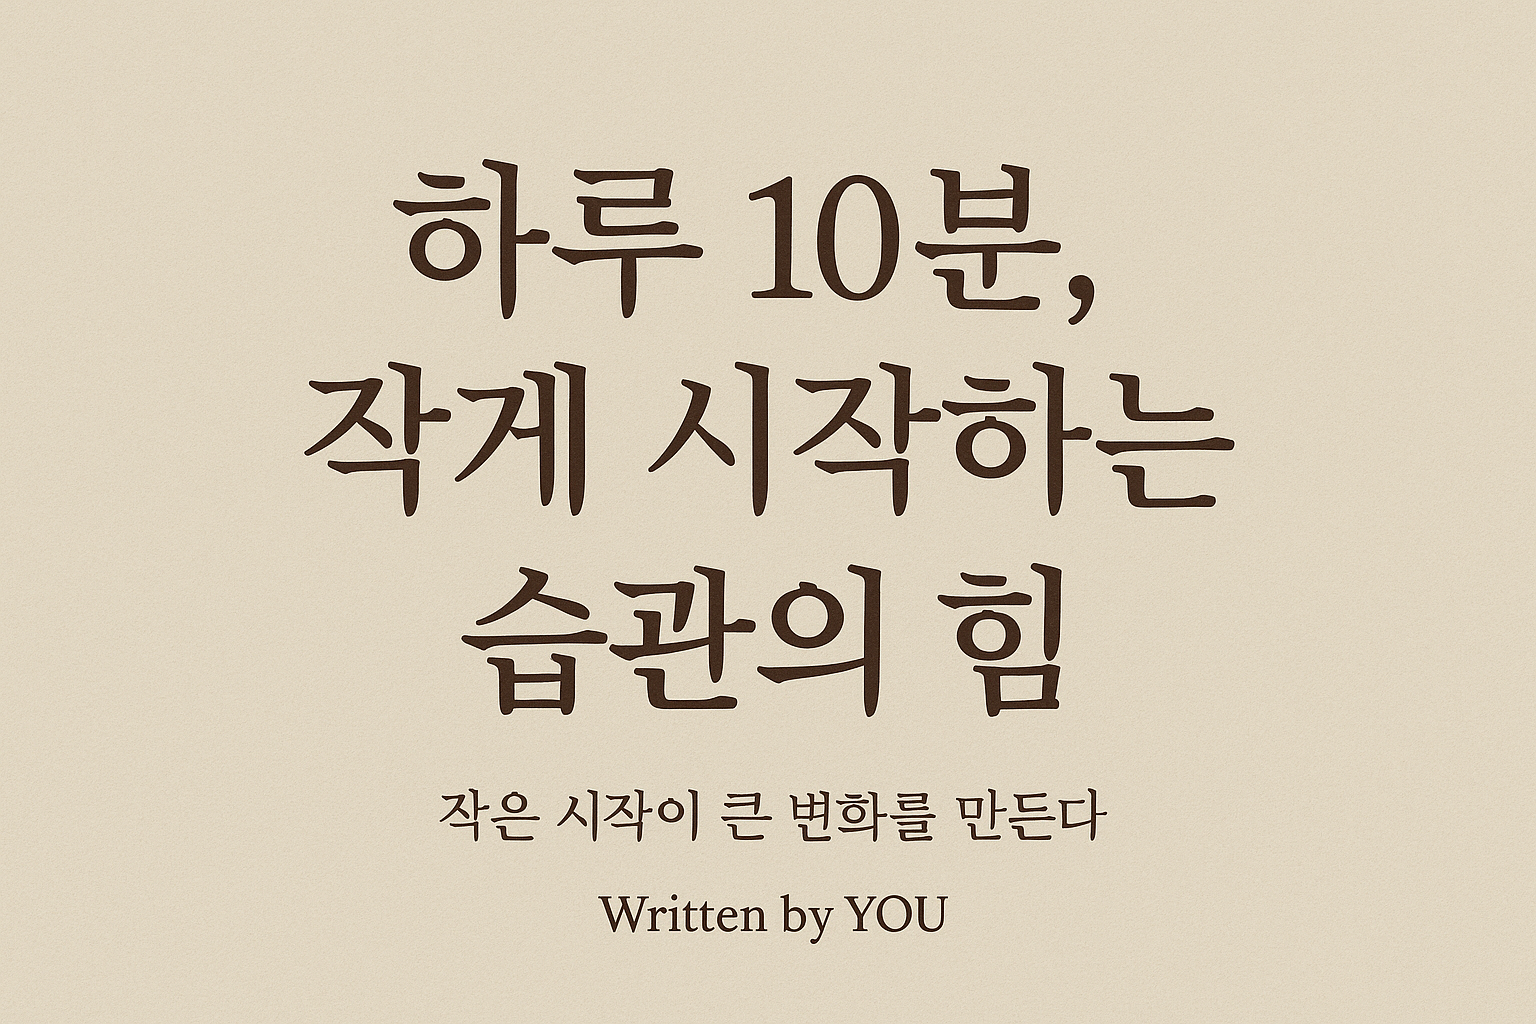 하루 10분,
작게 시작하는
습관의 힘
작은 시작이 큰 변화를 만든다
Written by YOU